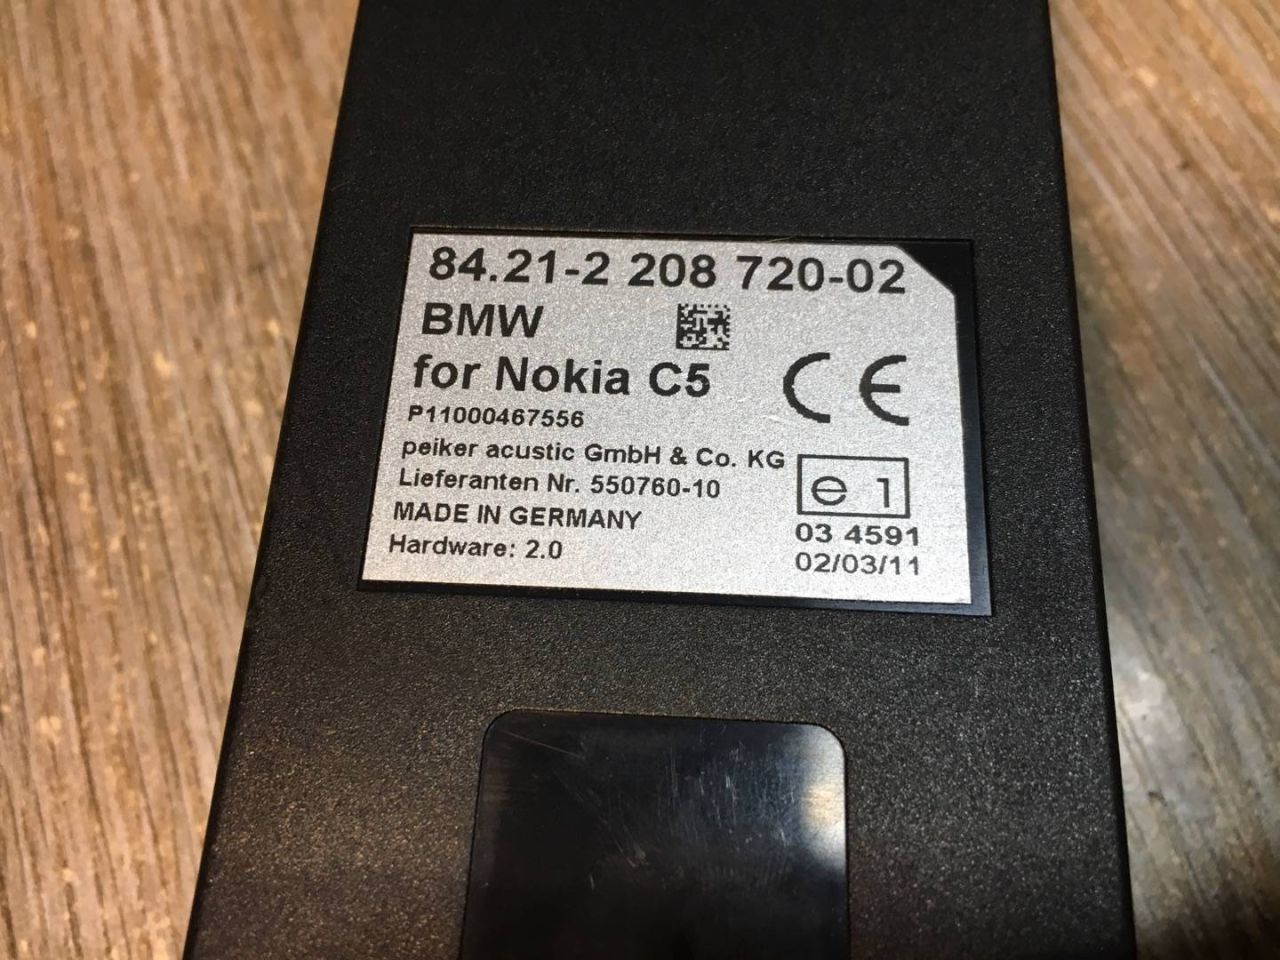 84.21-2 208 720-02
BMW
for Nokia C5
CE
P11000467556
peiker acustic GmbH & Co. KG
Lieferanten Nr. 550760-10
e 1
MADE IN GERMANY
03 4591
Hardware: 2.0
02/03/11